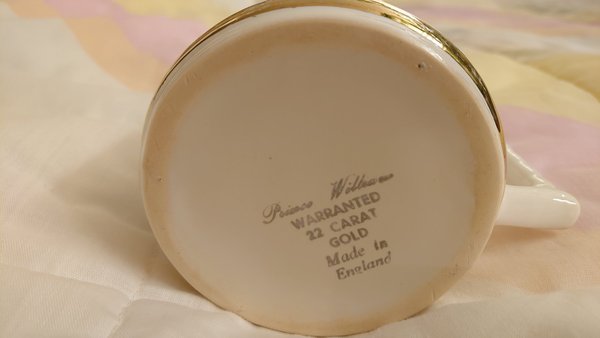 Prince William
WARRANTED
22 CARAT
GOLD
Made in
England